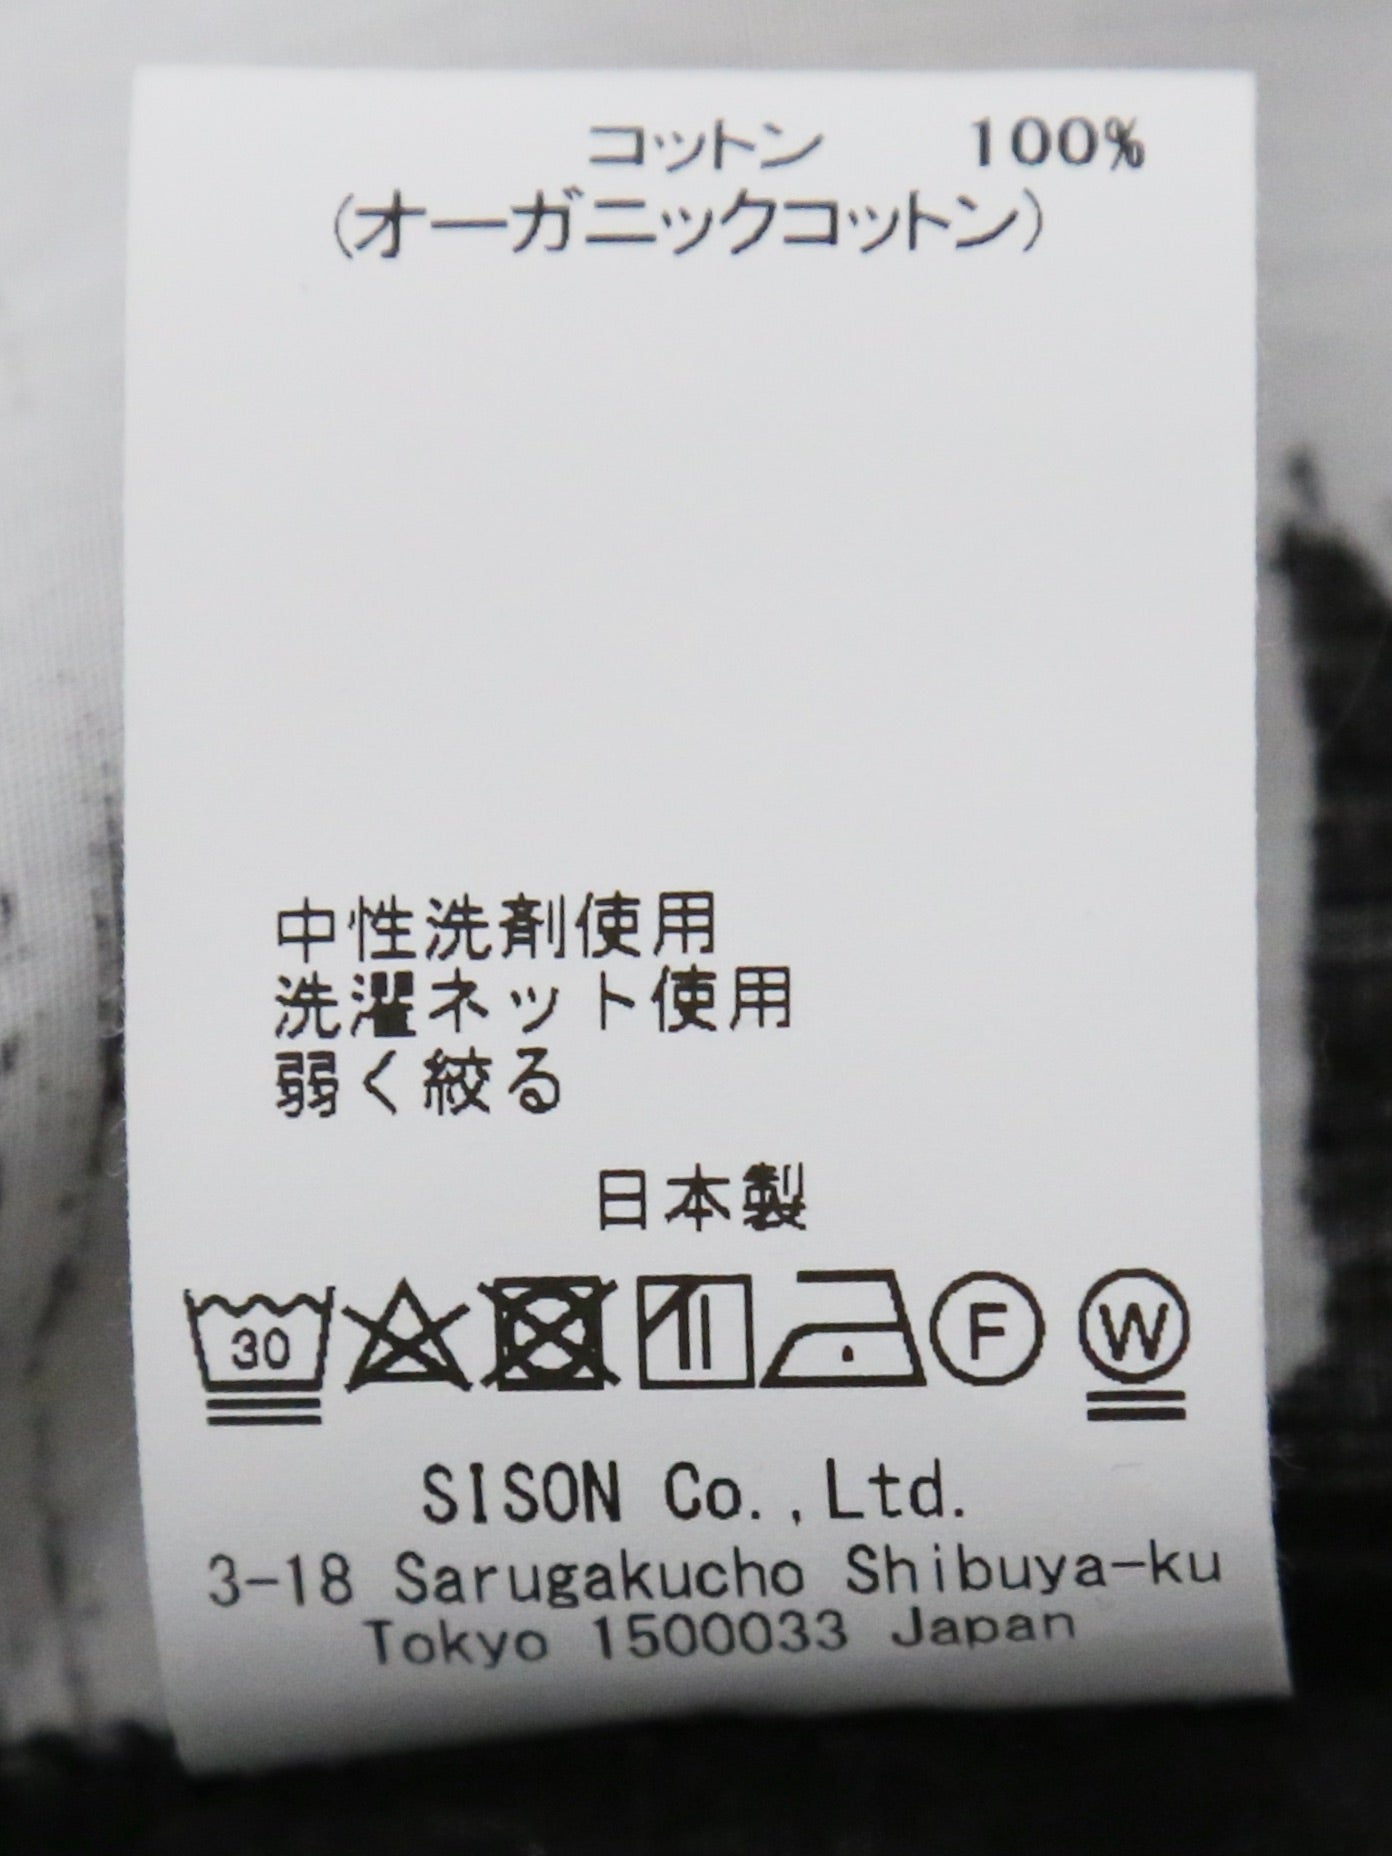 コットン 100%
(オーガニックコットン)
中性洗剤使用
洗濯ネット使用
弱く絞る
日本製
30 F W
SISON Co.,Ltd.
3-18 Sarugakucho Shibuya-ku
Tokyo 1500033 Japan